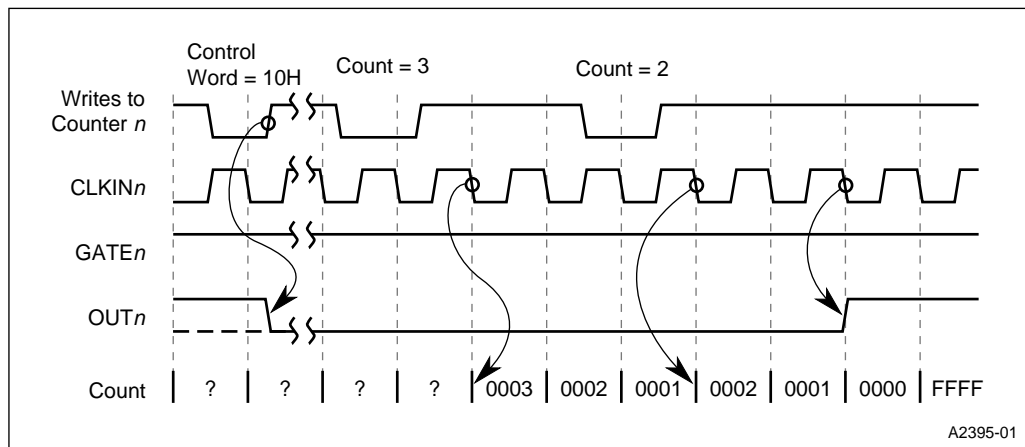 Control
Word = 10H
Count = 3
Count = 2
Writes to
Counter n
CLKINn
GATEn
OUTn
Count ? ? ? ? 0003 0002 0001 0002 0001 0000 FFFF
A2395-01